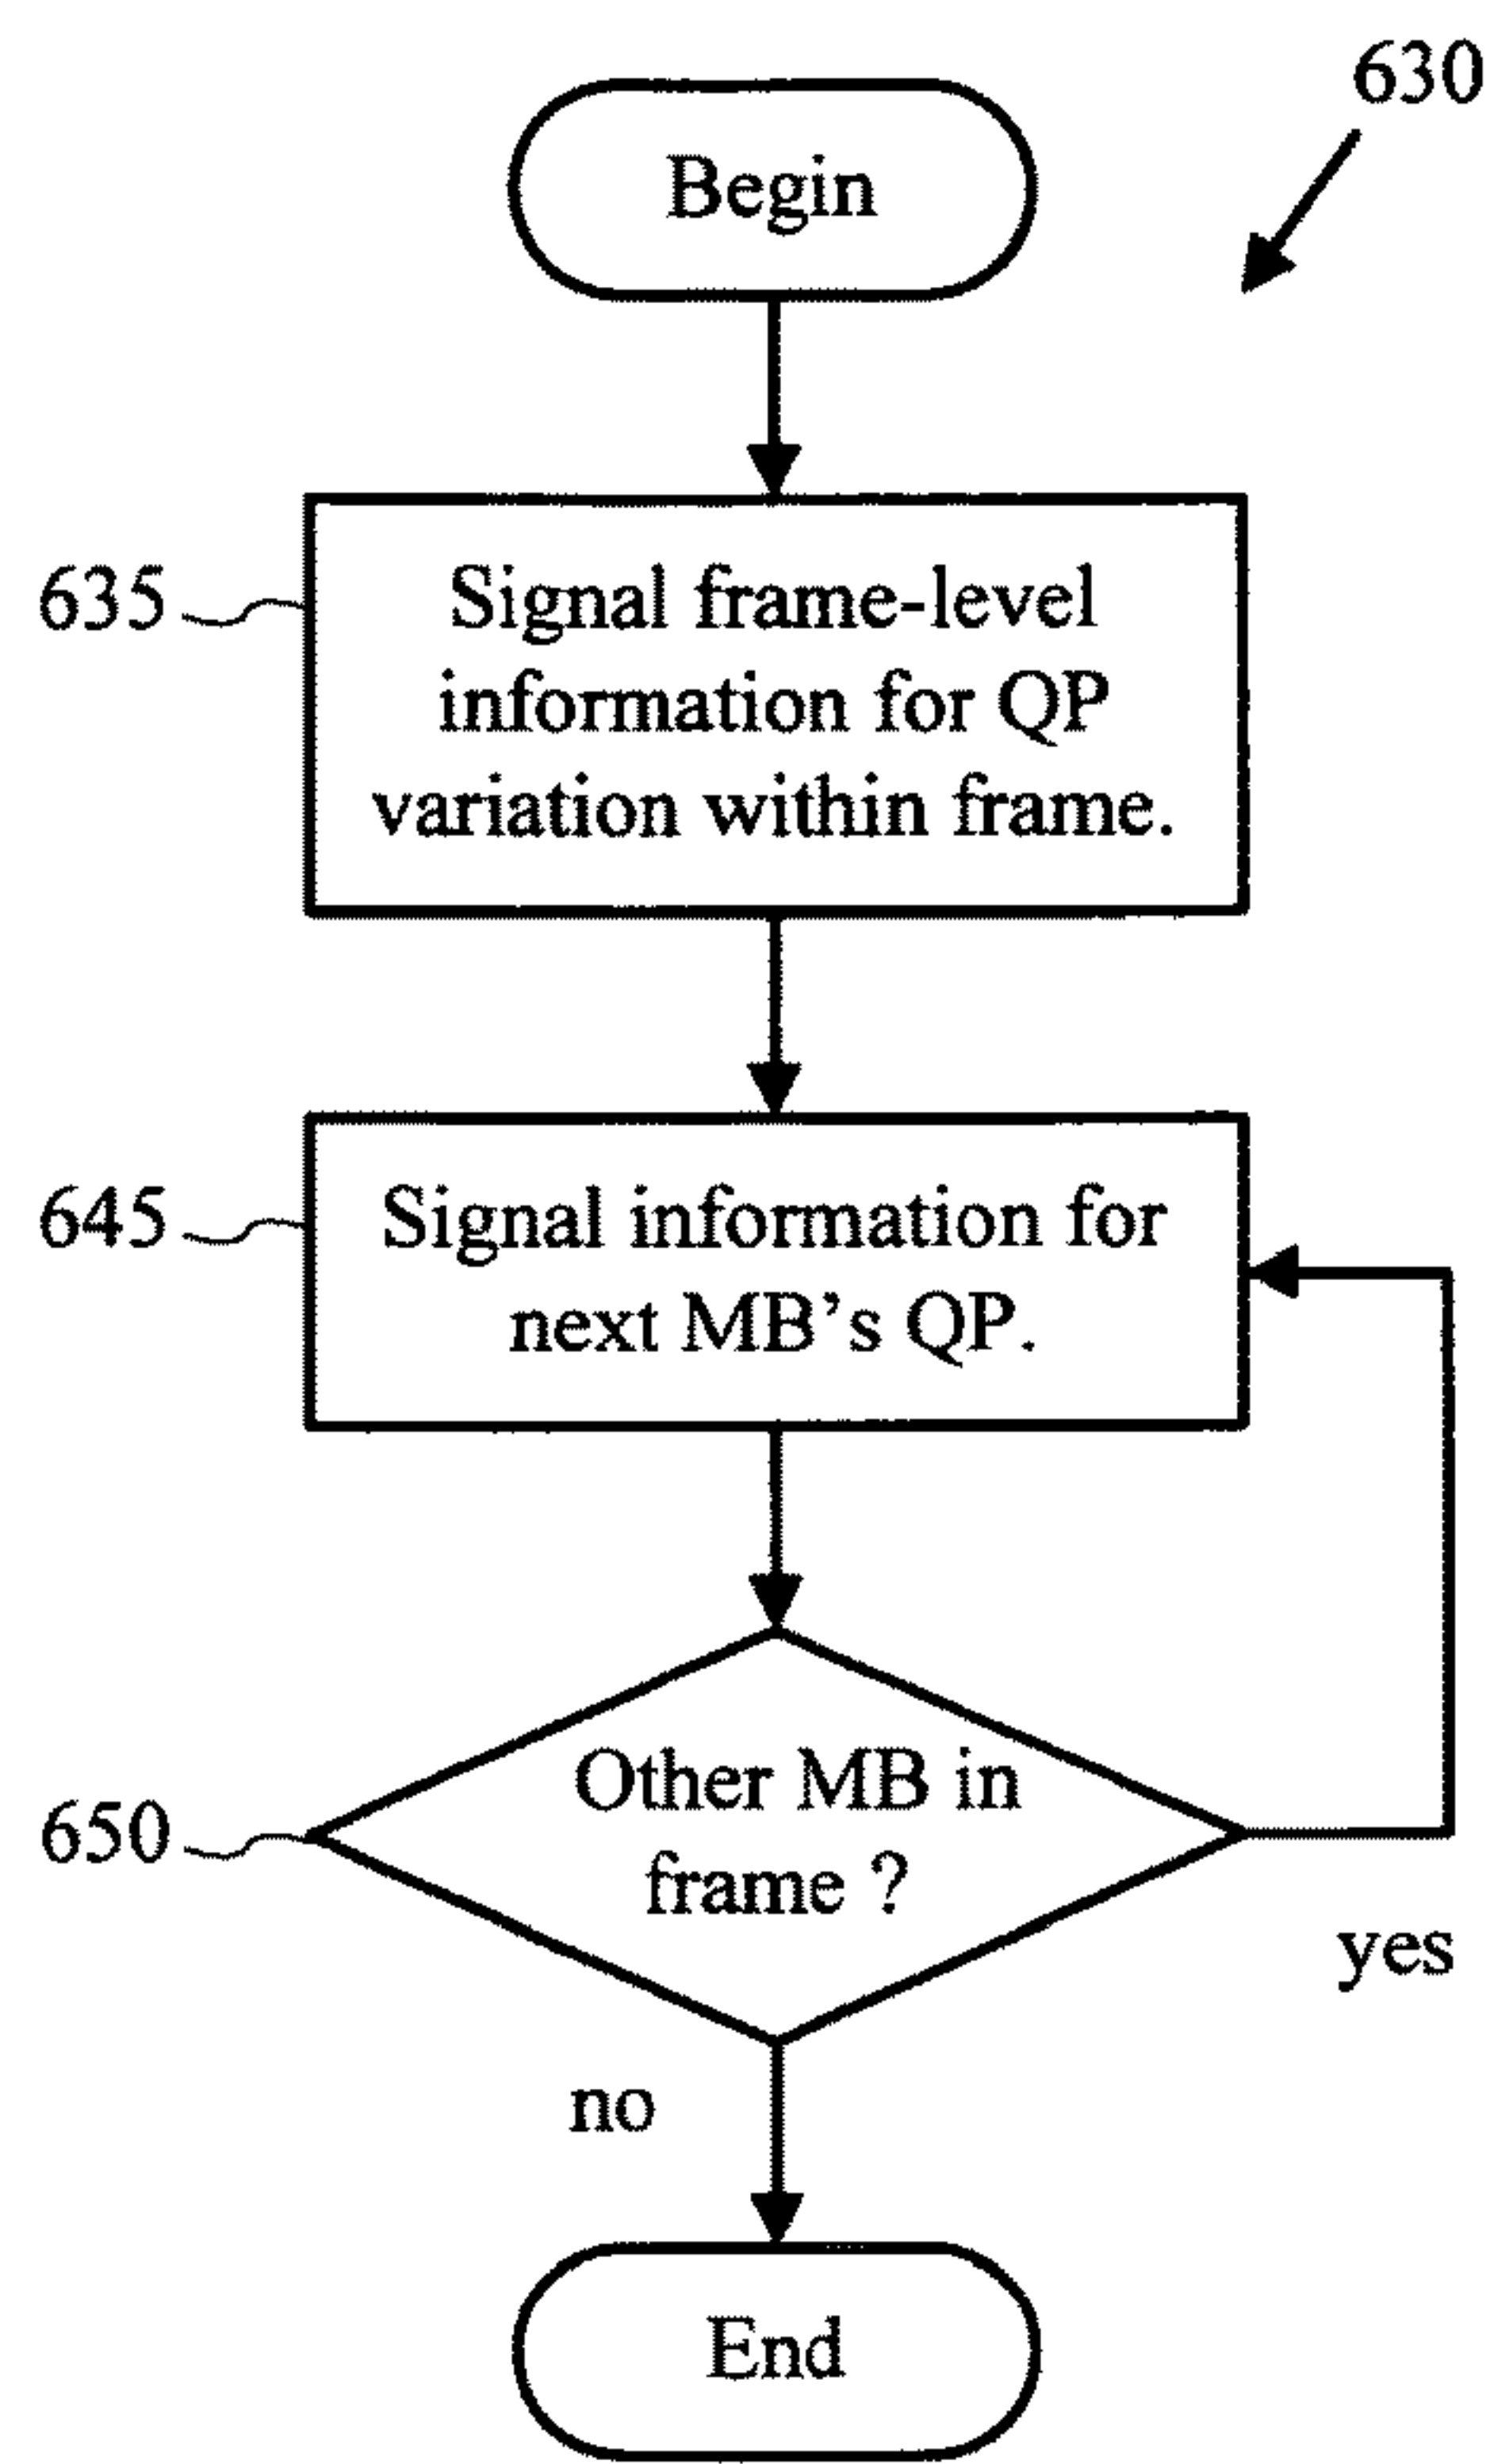 630
Begin
635
Signal frame-level
information for QP
variation within frame.
645
Signal information for
next MB’s QP.
650
Other MB in
frame ?
yes
no
End